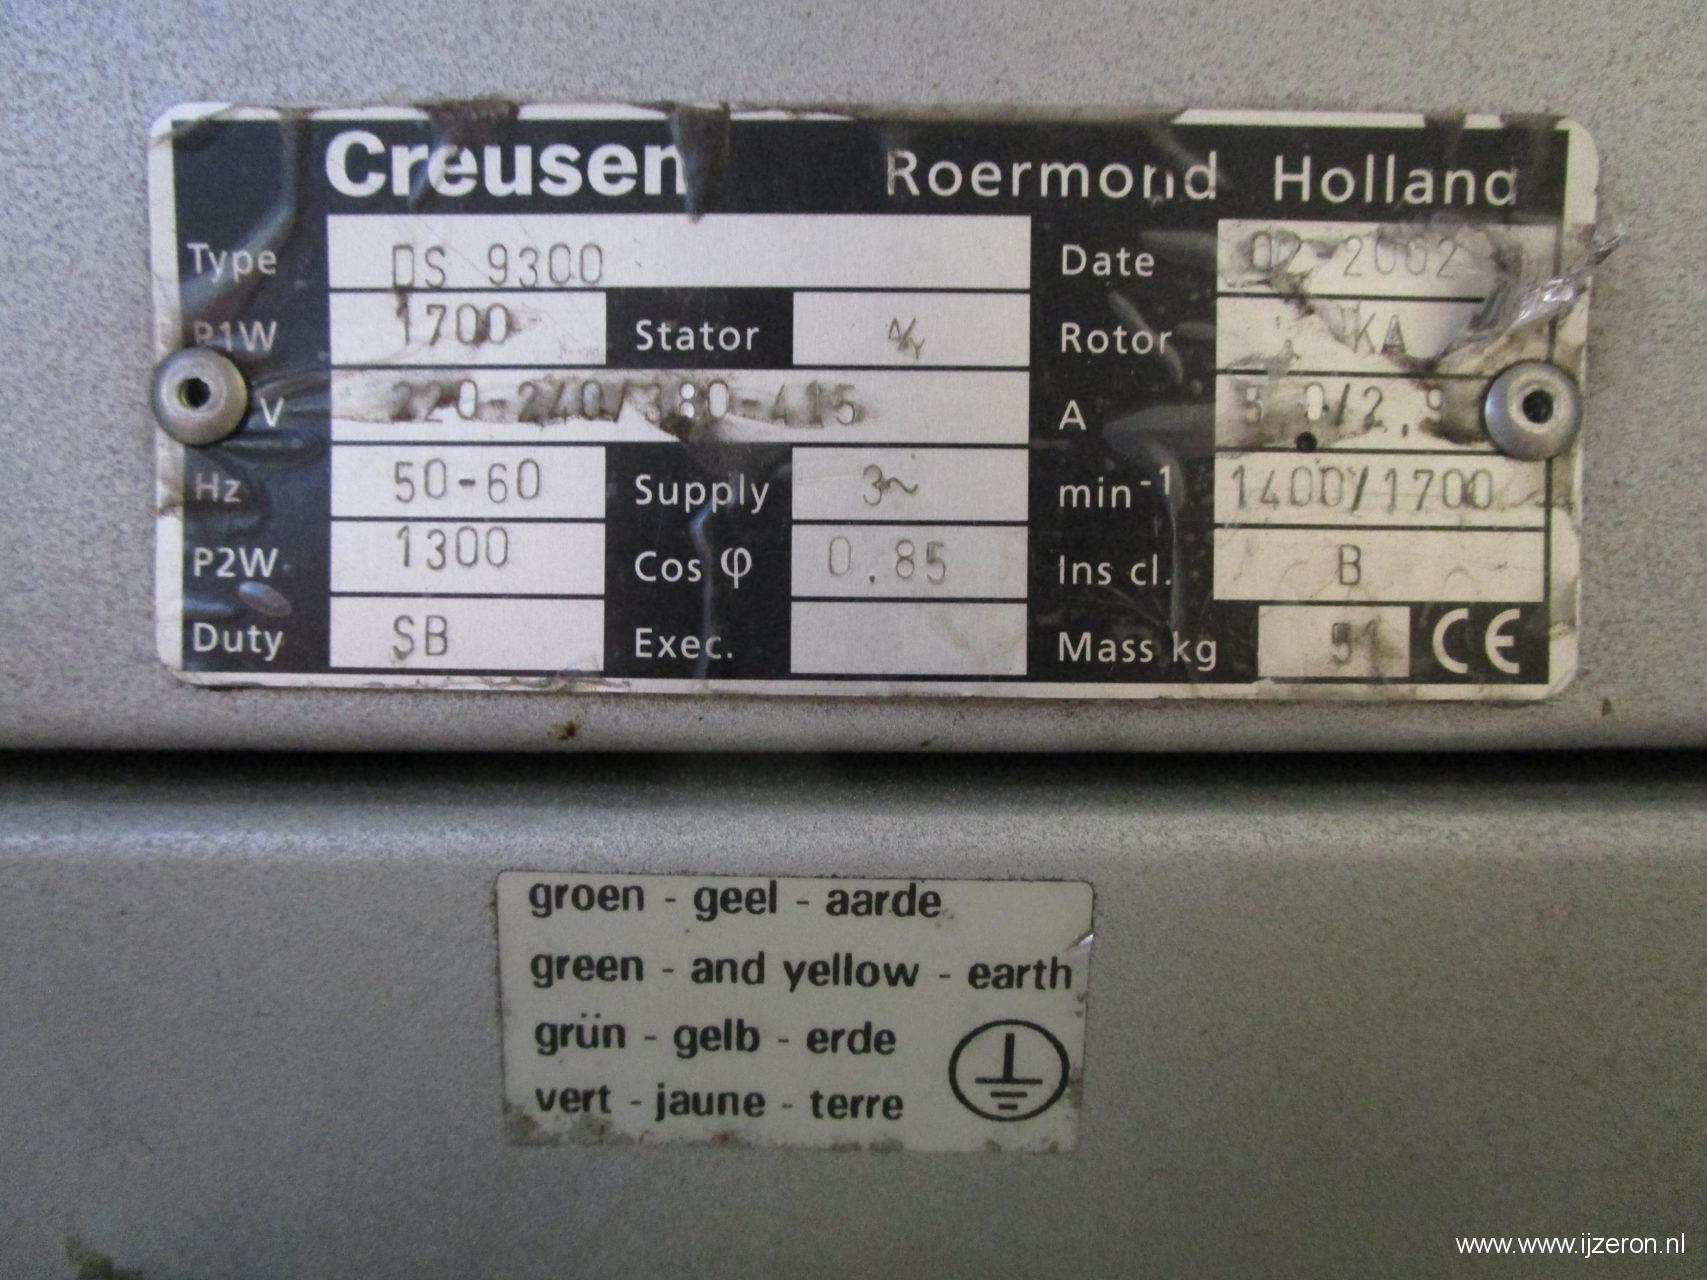 Creusen Roermond Holland
Type DS 9300 Date 02-2002
P1W 1700 Stator Δ/Y Rotor KA
V 220-240/380-415 A
Hz 50-60 Supply 3~ min⁻¹ 1400/1700
P2W 1300 Cos φ 0.85 Ins cl. B
Duty SB Exec. Mass kg 51 CE
groen - geel - aarde
green - and yellow - earth
grün - gelb - erde
vert - jaune - terre
www.www.ijzeron.nl